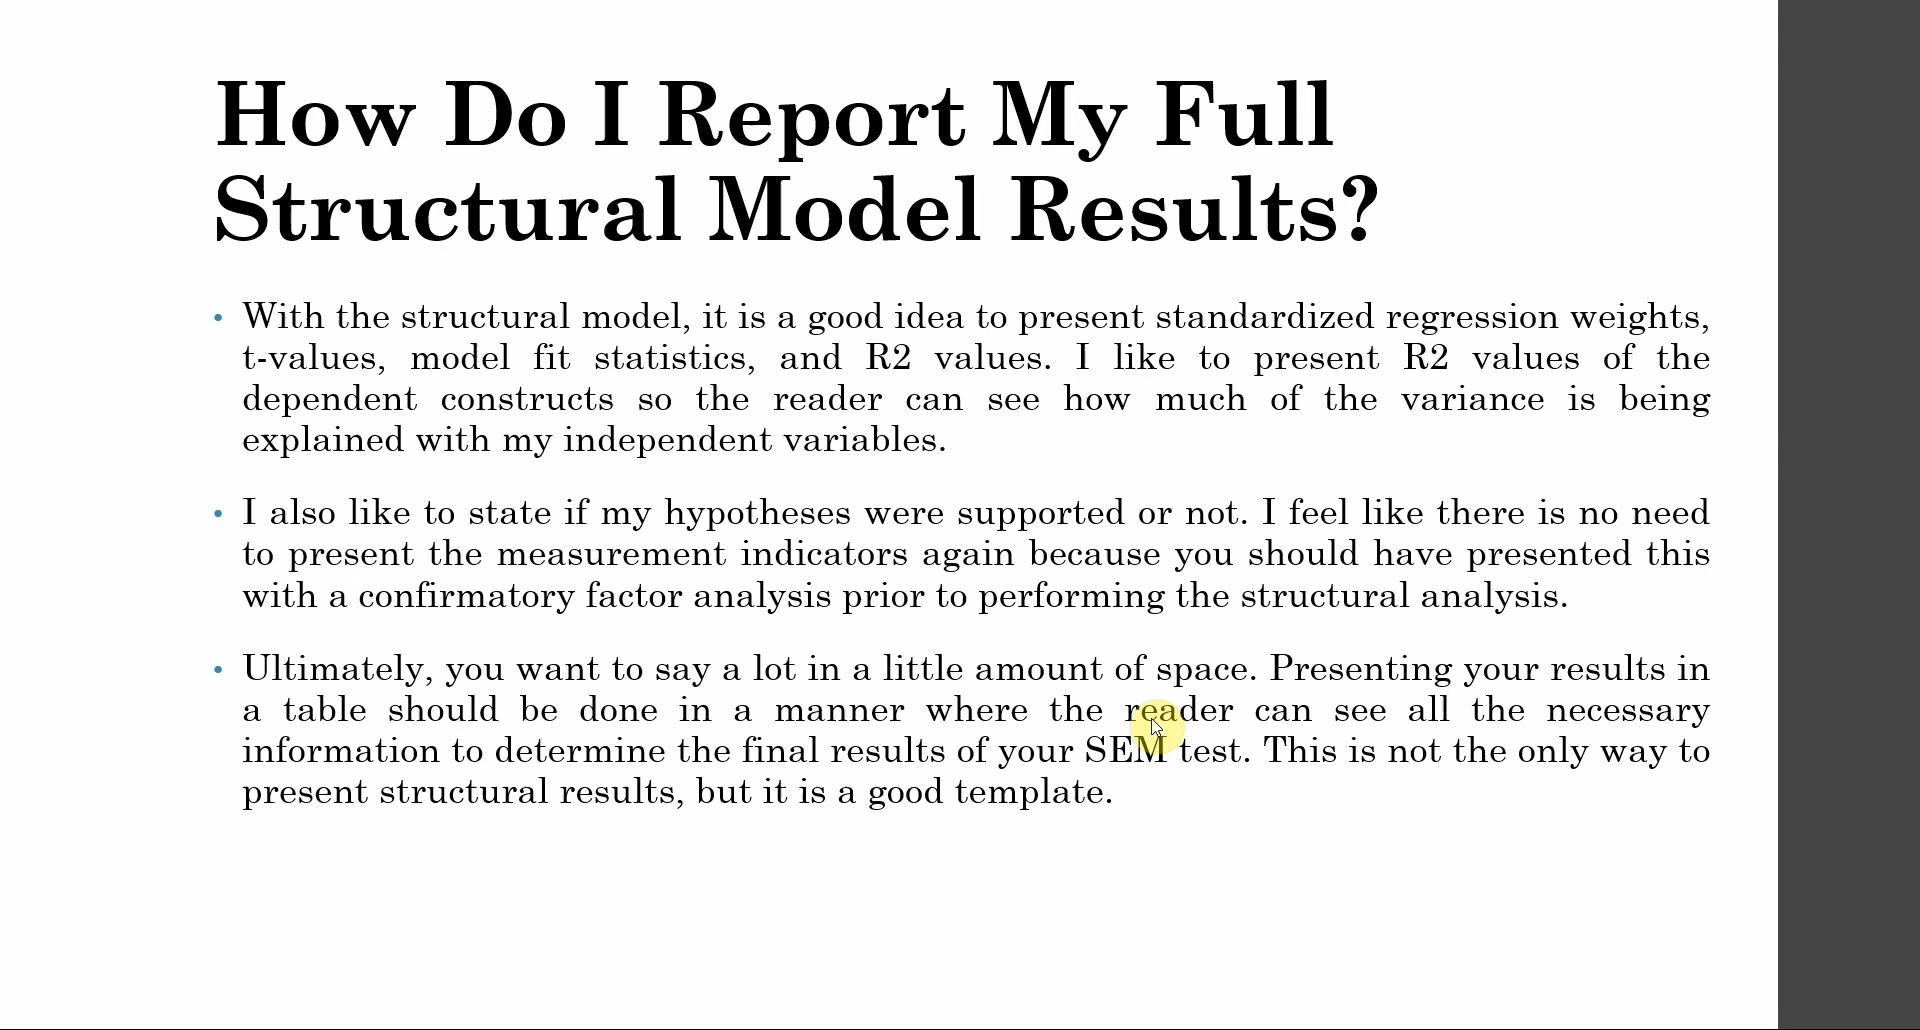 How Do I Report My Full
Structural Model Results?
• With the structural model, it is a good idea to present standardized regression weights,
t-values, model fit statistics, and R2 values. I like to present R2 values of the
dependent constructs so the reader can see how much of the variance is being
explained with my independent variables.
• I also like to state if my hypotheses were supported or not. I feel like there is no need
to present the measurement indicators again because you should have presented this
with a confirmatory factor analysis prior to performing the structural analysis.
• Ultimately, you want to say a lot in a little amount of space. Presenting your results in
a table should be done in a manner where the reader can see all the necessary
information to determine the final results of your SEM test. This is not the only way to
present structural results, but it is a good template.